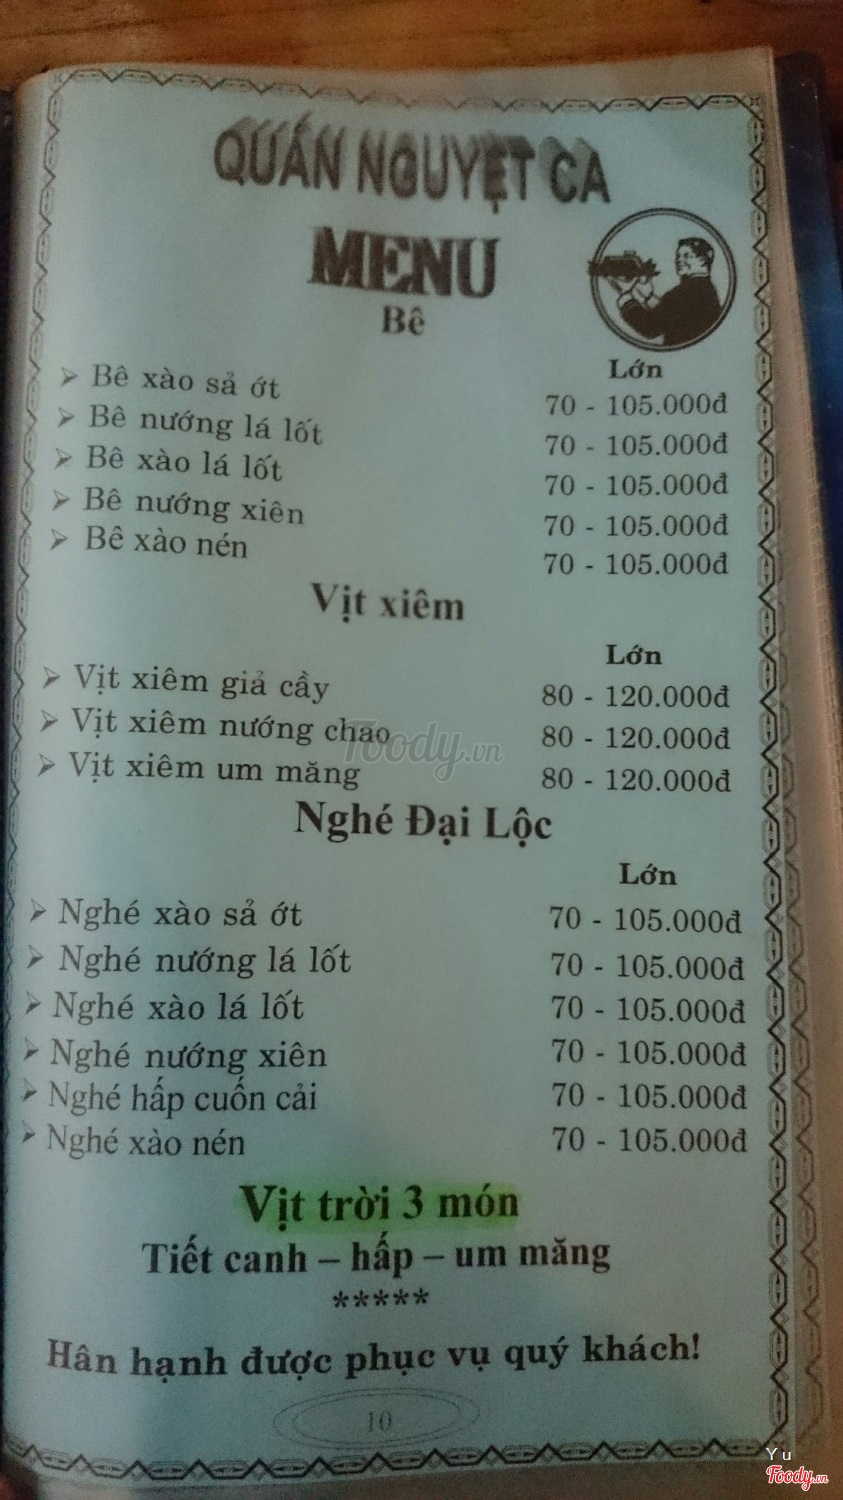 QUÁN NGUYỆT CA
MENU
Bê
Lớn
➢ Bê xào sả ớt 70 - 105.000đ
➢ Bê nướng lá lốt 70 - 105.000đ
➢ Bê xào lá lốt 70 - 105.000đ
➢ Bê nướng xiên 70 - 105.000đ
➢ Bê xào nén 70 - 105.000đ
Vịt xiêm
Lớn
➢ Vịt xiêm giả cầy 80 - 120.000đ
➢ Vịt xiêm nướng chao 80 - 120.000đ
➢ Vịt xiêm um măng 80 - 120.000đ
Foody.vn
Nghé Đại Lộc
Lớn
➢ Nghé xào sả ớt 70 - 105.000đ
➢ Nghé nướng lá lốt 70 - 105.000đ
➢ Nghé xào lá lốt 70 - 105.000đ
➢ Nghé nướng xiên 70 - 105.000đ
➢ Nghé hấp cuốn cải 70 - 105.000đ
➢ Nghé xào nén 70 - 105.000đ
Vịt trời 3 món
Tiết canh – hấp – um măng
*****
Hân hạnh được phục vụ quý khách!
10
Yu
Foody.vn